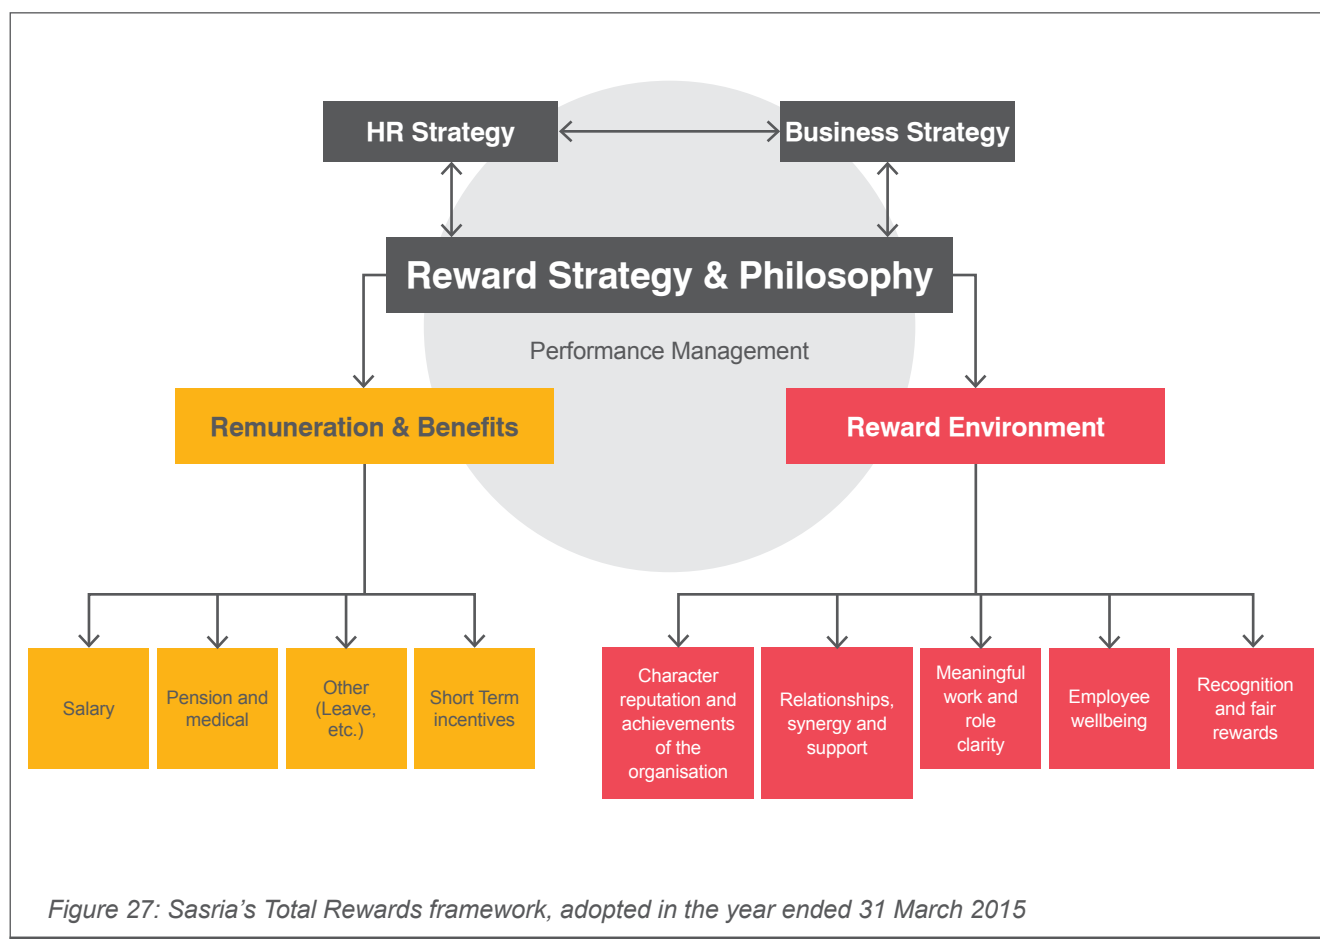 HR Strategy
Business Strategy
Reward Strategy & Philosophy
Performance Management
Remuneration & Benefits
Reward Environment
Salary
Pension and
medical
Other
(Leave,
etc.)
Short Term
incentives
Character
reputation and
achievements
of the
organisation
Relationships,
synergy and
support
Meaningful
work and
role
clarity
Employee
wellbeing
Recognition
and fair
rewards
Figure 27: Sasria's Total Rewards framework, adopted in the year ended 31 March 2015